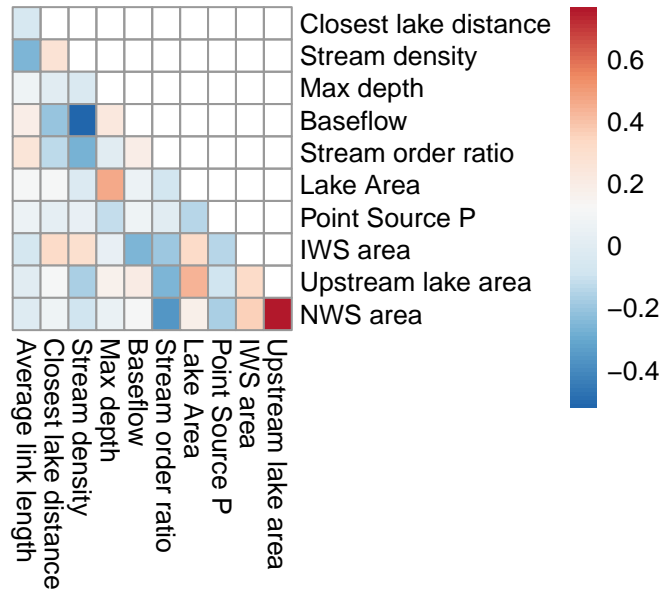 Closest lake distance
Stream density
Max depth
Baseflow
Stream order ratio
Lake Area
Point Source P
IWS area
Upstream lake area
NWS area
Average link length
Closest lake distance
Stream density
Max depth
Baseflow
Stream order ratio
Lake Area
Point Source P
IWS area
Upstream lake area
0.6
0.4
0.2
0
−0.2
−0.4